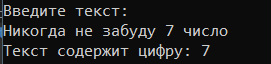 Введите текст:
Никогда не забуду 7 число
Текст содержит цифру: 7